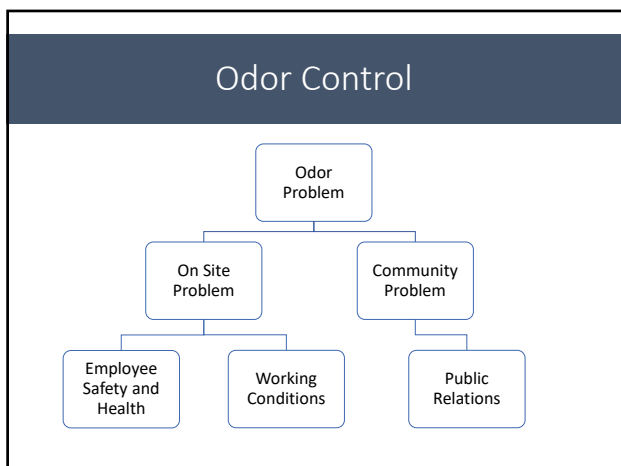 Odor Control
Odor
Problem
On Site
Problem
Community
Problem
Employee
Safety and
Health
Working
Conditions
Public
Relations